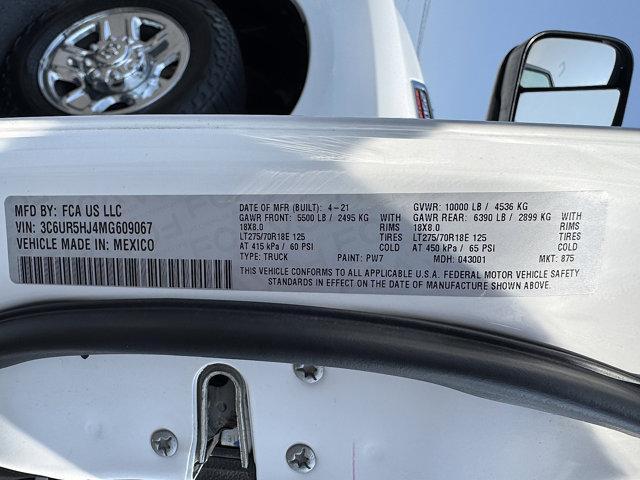 MFD BY: FCA US LLC
VIN: 3C6UR5HJ4MG609067
VEHICLE MADE IN: MEXICO
DATE OF MFR (BUILT): 4-21 GVWR: 10000 LB / 4536 KG
GAWR FRONT: 5500 LB / 2495 KG WITH GAWR REAR: 6390 LB / 2899 KG WITH
18X8.0 RIMS 18X8.0 RIMS
LT275/70R18E 125 TIRES LT275/70R18E 125 TIRES
AT 415 kPa / 60 PSI COLD AT 450 kPa / 65 PSI COLD
TYPE: TRUCK PAINT: PW7 MDH: 043001 MKT: 875
THIS VEHICLE CONFORMS TO ALL APPLICABLE U.S.A. FEDERAL MOTOR VEHICLE SAFETY
STANDARDS IN EFFECT ON THE DATE OF MANUFACTURE SHOWN ABOVE.